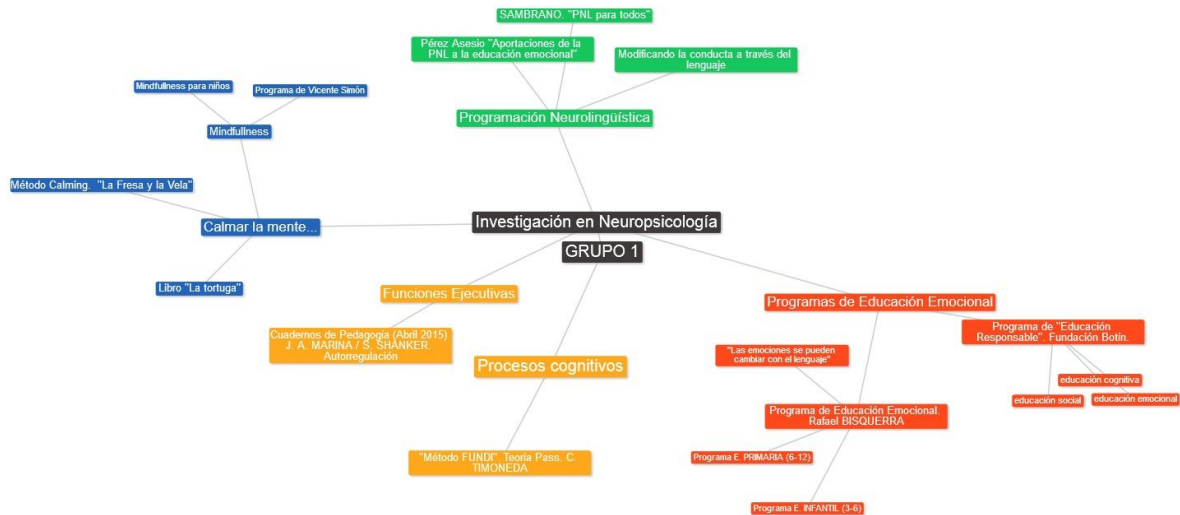 SAMBRANO. "PNL para todos"
Pérez Asesio "Aportaciones de la
PNL a la educación emocional"
Modificando la conducta a través del
lenguaje
Programación Neurolingüística
Mindfullness para niños
Programa de Vicente Simón
Mindfullness
Método Calming. "La Fresa y la Vela"
Calmar la mente...
Libro "La tortuga"
Investigación en Neuropsicología
GRUPO 1
Funciones Ejecutivas
Cuadernos de Pedagogía (Abril 2015)
J. A. MARINA / S. SHANKER.
Autorregulación
Procesos cognitivos
"Método FUNDI". Teoría Pass. C.
TIMONEDA
Programas de Educación Emocional
Programa de "Educación
Responsable". Fundación Botín.
educación cognitiva
educación social
educación emocional
"Las emociones se pueden
cambiar con el lenguaje"
Programa de Educación Emocional.
Rafael BISQUERRA
Programa E. PRIMARIA (6-12)
Programa E. INFANTIL (3-6)